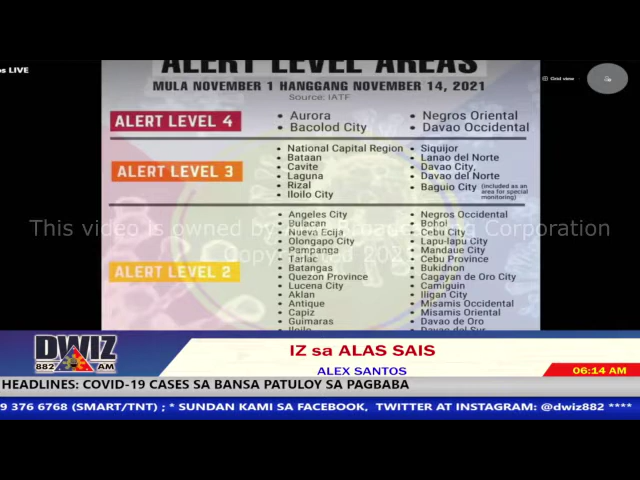 os LIVE
ALERT LEVEL AREAS
Grid view
MULA NOVEMBER 1 HANGGANG NOVEMBER 14, 2021
Source: IATF
ALERT LEVEL 4
• Aurora
• Bacolod City
• Negros Oriental
• Davao Occidental
ALERT LEVEL 3
• National Capital Region
• Bataan
• Cavite
• Laguna
• Rizal
• Iloilo City
• Siquijor
• Lanao del Norte
• Davao City,
• Davao del Norte
• Baguio City (included as an
area for special
monitoring)
This video is owned by Corporation
Copy
ALERT LEVEL 2
• Angeles City
• Bulacan
• Nueva Ecija
• Olongapo City
• Pampanga
• Tarlac
• Batangas
• Quezon Province
• Lucena City
• Aklan
• Antique
• Capiz
• Guimaras
• Iloilo
• Negros Occidental
• Bohol
• Cebu City
• Lapu-lapu City
• Mandaue City
• Cebu Province
• Bukidnon
• Cagayan de Oro City
• Camiguin
• Iligan City
• Misamis Occidental
• Misamis Oriental
• Davao de Oro
• Davao del Sur
DWIZ
882 AM
IZ sa ALAS SAIS
ALEX SANTOS
06:14 AM
HEADLINES: COVID-19 CASES SA BANSA PATULOY SA PAGBABA
9 376 6768 (SMART/TNT) ; * SUNDAN KAMI SA FACEBOOK, TWITTER AT INSTAGRAM: @dwiz882 ****